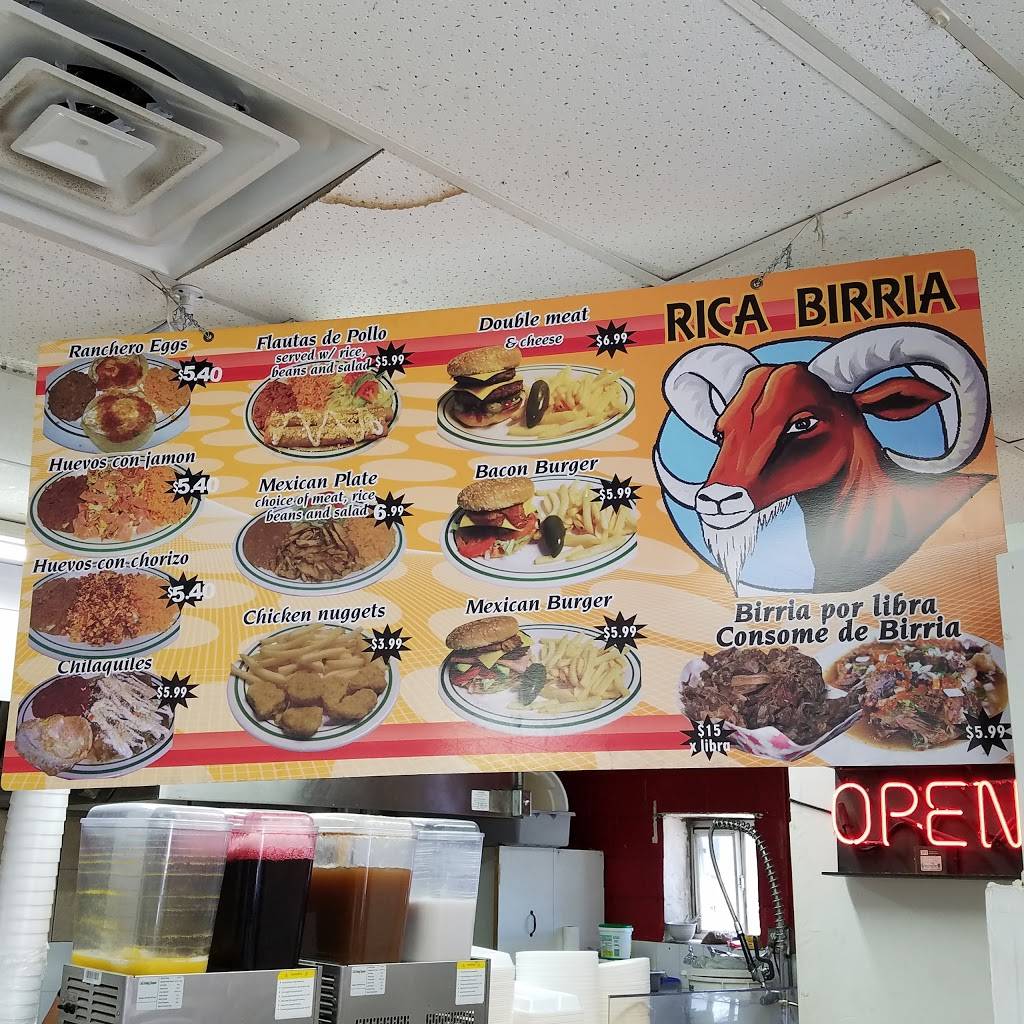 Ranchero Eggs
$5.40
Huevos-con-jamon
$5.40
Huevos-con-chorizo
$5.40
Chilaquiles
$5.99
Flautas de Pollo
served w/ rice,
beans and salad $5.99
Mexican Plate
choice of meat, rice
beans and salad 6.99
Chicken nuggets
$3.99
Double meat
& cheese
$6.99
Bacon Burger
$5.99
Mexican Burger
$5.99
RICA BIRRIA
Birria por libra
Consome de Birria
$15
x libra
$5.99
OPEN